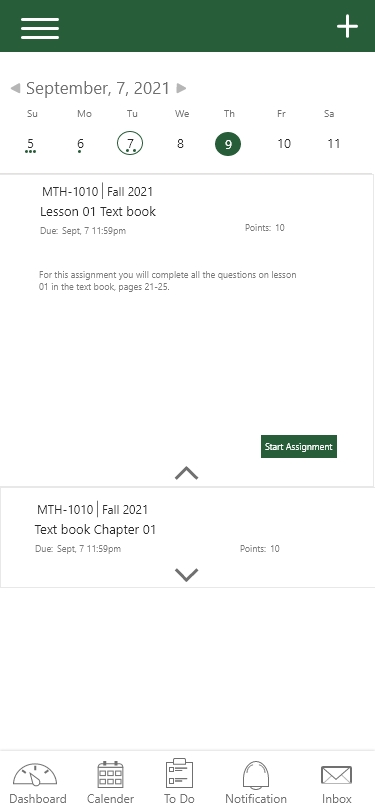 September, 7, 2021
Su Mo Tu We Th Fr Sa
5 6 7 8 9 10 11
MTH-1010 | Fall 2021
Lesson 01 Text book
Due: Sept, 7 11:59pm Points: 10
For this assignment you will complete all the questions on lesson
01 in the text book, pages 21-25.
Start Assignment
MTH-1010 | Fall 2021
Text book Chapter 01
Due: Sept, 7 11:59pm Points: 10
Dashboard Calender To Do Notification Inbox